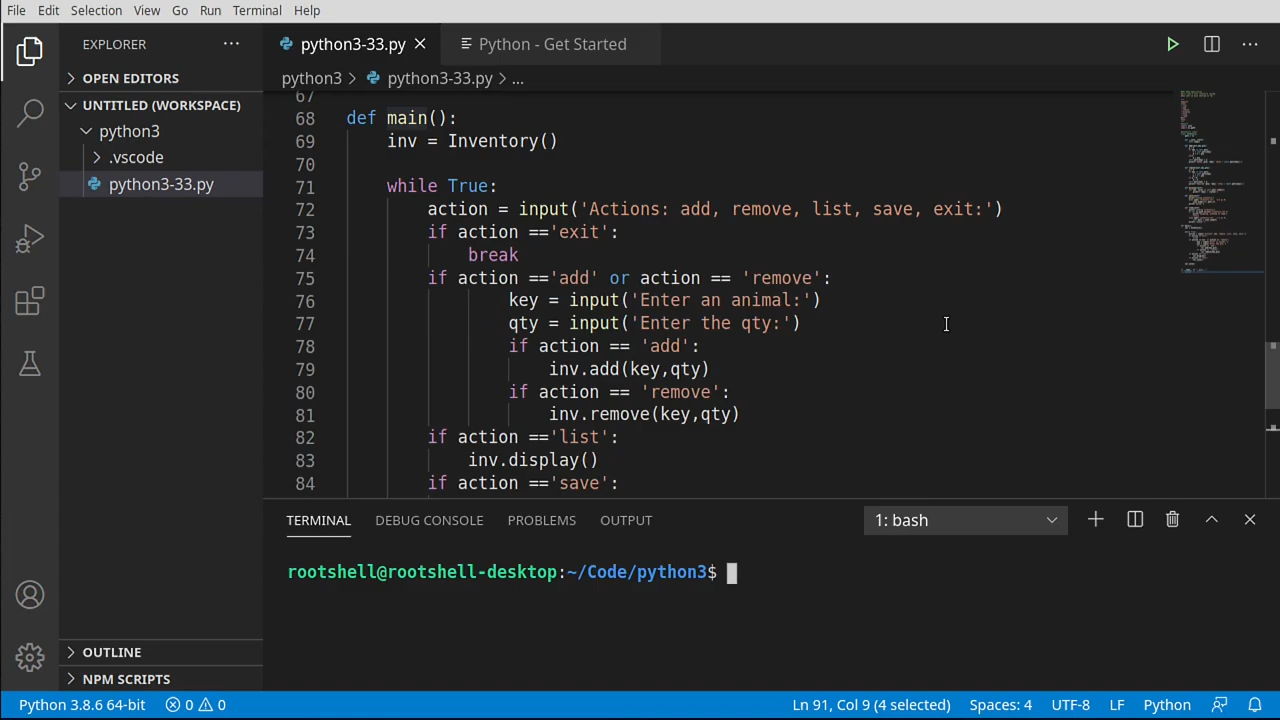 File Edit Selection View Go Run Terminal Help
EXPLORER
python3-33.py
Python - Get Started
OPEN EDITORS
python3 > python3-33.py > ...
UNTITLED (WORKSPACE)
python3
.vscode
python3-33.py
67
68 def main():
69 inv = Inventory()
70
71 while True:
72 action = input('Actions: add, remove, list, save, exit:')
73 if action =='exit':
74 break
75 if action =='add' or action == 'remove':
76 key = input('Enter an animal:')
77 qty = input('Enter the qty:')
78 if action == 'add':
79 inv.add(key,qty)
80 if action == 'remove':
81 inv.remove(key,qty)
82 if action =='list':
83 inv.display()
84 if action =='save':
TERMINAL DEBUG CONSOLE PROBLEMS OUTPUT 1: bash
rootshell@rootshell-desktop:~/Code/python3$
OUTLINE
NPM SCRIPTS
Python 3.8.6 64-bit 0 0 Ln 91, Col 9 (4 selected) Spaces: 4 UTF-8 LF Python